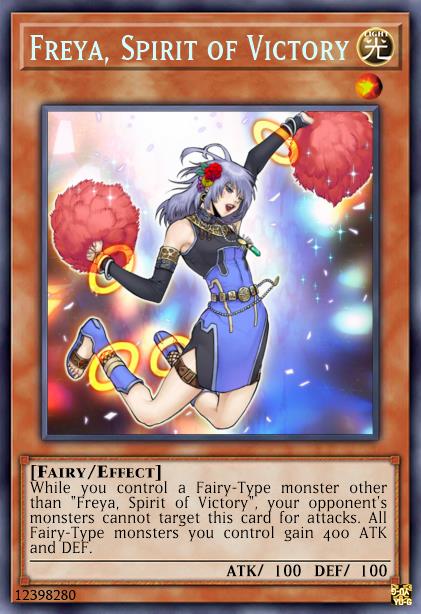 Freya, Spirit of Victory
LIGHT
光
[Fairy/Effect]
While you control a Fairy-Type monster other
than "Freya, Spirit of Victory", your opponent's
monsters cannot target this card for attacks. All
Fairy-Type monsters you control gain 400 ATK
and DEF.
ATK/ 100 DEF/ 100
12398280